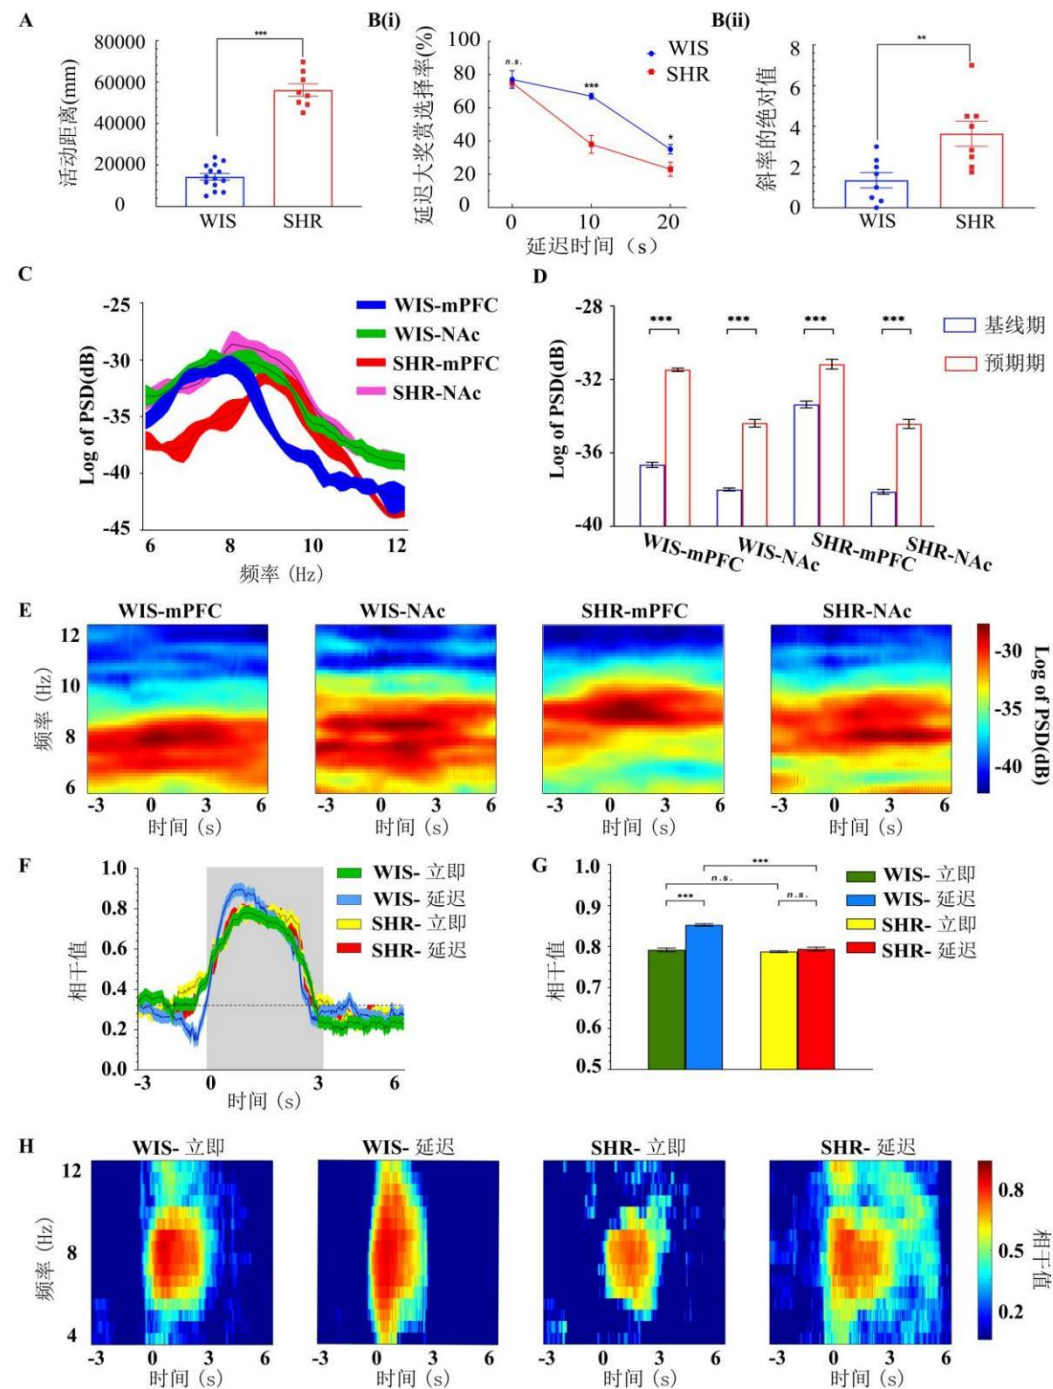 A
80000
60000
40000
20000
0
活动距离(mm)
***
WIS
SHR
B(i)
100
80
60
40
20
0
延迟大奖赏选择率(%)
n.s.
***
*
WIS
SHR
0
10
20
延迟时间（s）
B(ii)
8
6
4
2
0
斜率的绝对值
**
WIS
SHR
C
-25
-30
-35
-40
-45
Log of PSD(dB)
WIS-mPFC
WIS-NAc
SHR-mPFC
SHR-NAc
6
8
10
12
频率 (Hz)
D
-28
-32
-36
-40
Log of PSD(dB)
***
***
***
***
基线期
预期期
WIS-mPFC
WIS-NAc
SHR-mPFC
SHR-NAc
E
WIS-mPFC
WIS-NAc
SHR-mPFC
SHR-NAc
12
10
8
6
频率 (Hz)
-3 0 3 6
-3 0 3 6
-3 0 3 6
-3 0 3 6
时间 (s)
时间 (s)
时间 (s)
时间 (s)
-30
-35
-40
Log of PSD(dB)
F
1.0
0.8
0.6
0.4
0.2
0.0
相干值
WIS- 立即
WIS- 延迟
SHR- 立即
SHR- 延迟
-3 0 3 6
时间 (s)
G
1.0
0.9
0.8
0.7
0.6
0.5
相干值
***
n.s.
***
n.s.
WIS- 立即
WIS- 延迟
SHR- 立即
SHR- 延迟
H
WIS- 立即
WIS- 延迟
SHR- 立即
SHR- 延迟
12
8
4
频率 (Hz)
-3 0 3 6
-3 0 3 6
-3 0 3 6
-3 0 3 6
时间 (s)
时间 (s)
时间 (s)
时间 (s)
0.8
0.5
0.2
相干值